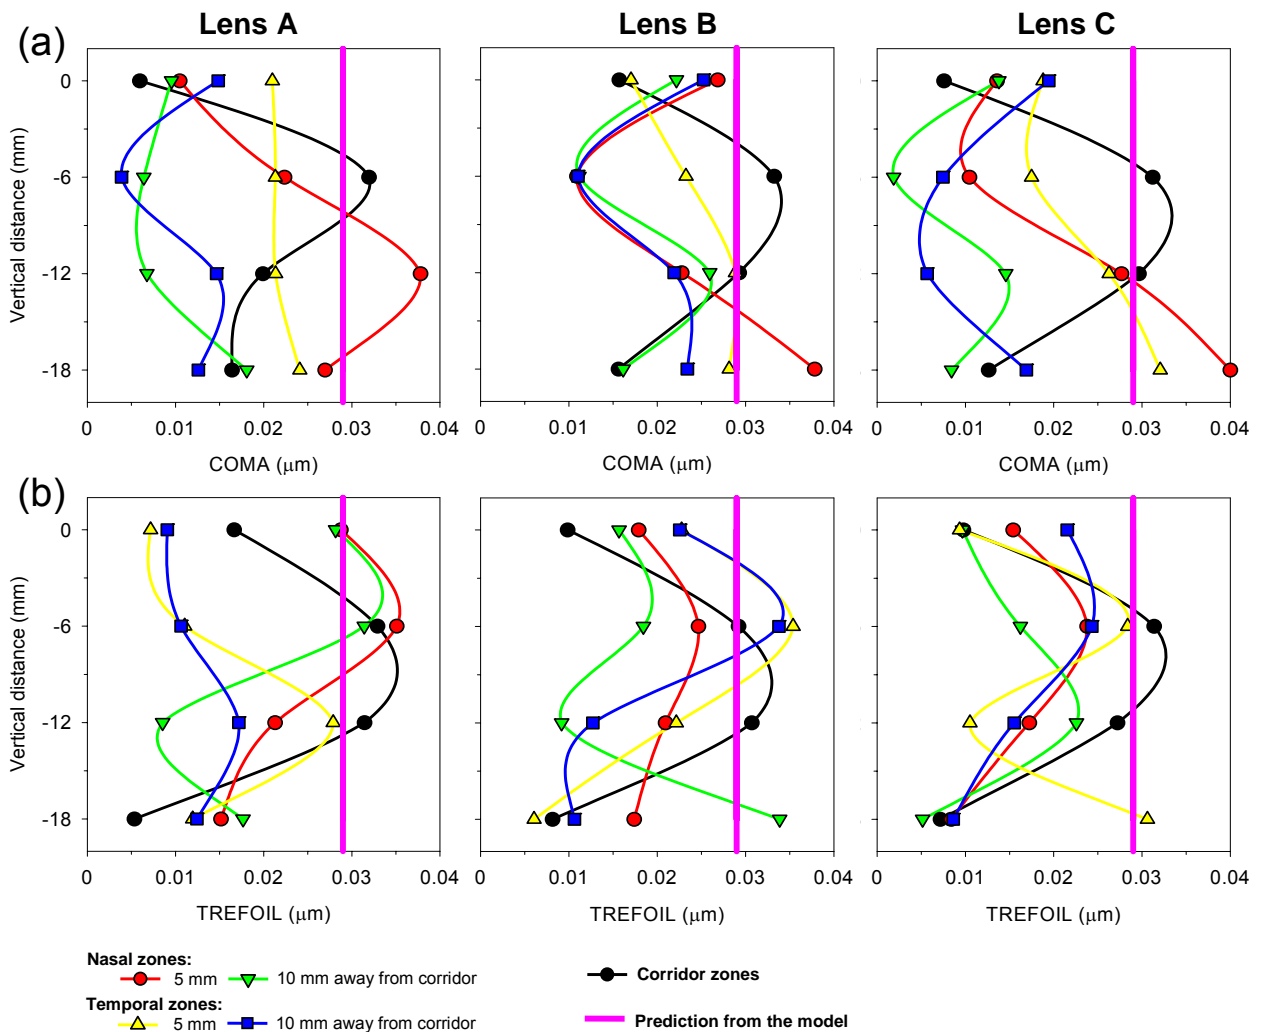 Lens A Lens B Lens C
(a)
Vertical distance (mm)
0
-6
-12
-18
0 0.01 0.02 0.03 0.04 0 0.01 0.02 0.03 0.04 0 0.01 0.02 0.03 0.04
COMA (μm) COMA (μm) COMA (μm)
(b)
Vertical distance (mm)
0
-6
-12
-18
0 0.01 0.02 0.03 0.04 0 0.01 0.02 0.03 0.04 0 0.01 0.02 0.03 0.04
TREFOIL (μm) TREFOIL (μm) TREFOIL (μm)
Nasal zones:
5 mm 10 mm away from corridor Corridor zones
Temporal zones:
5 mm 10 mm away from corridor Prediction from the model